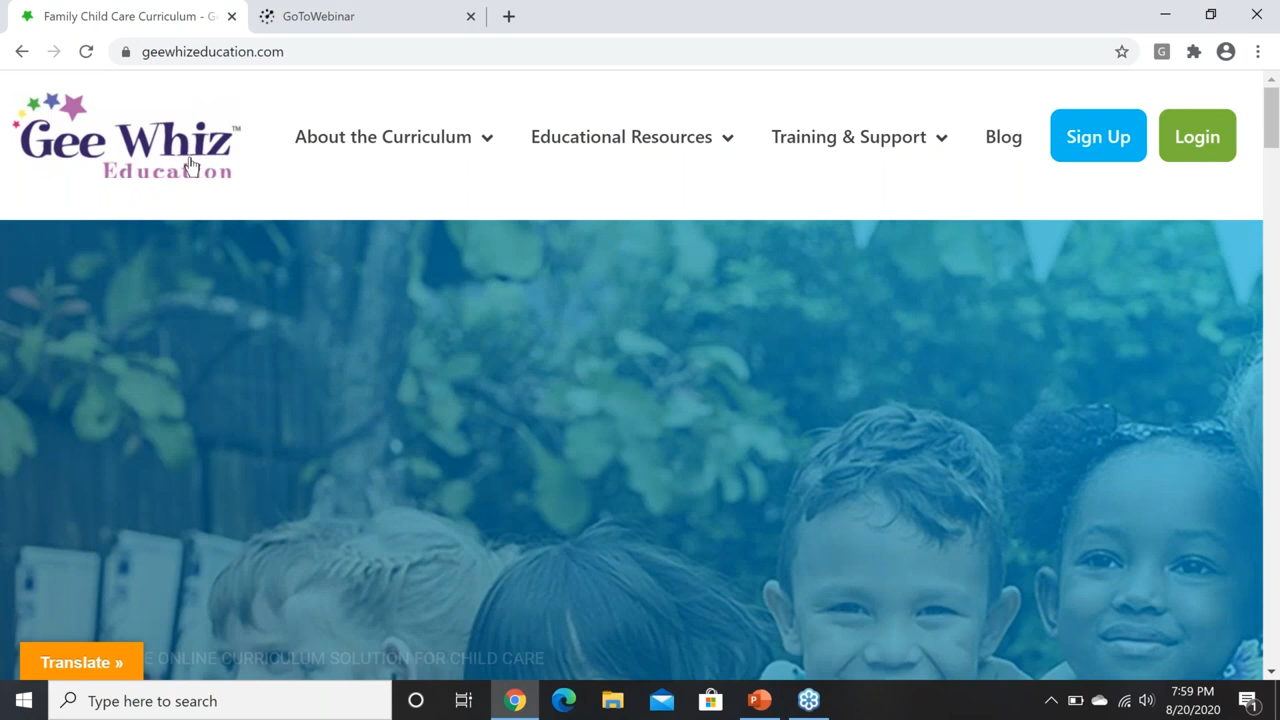 Family Child Care Curriculum - G
GoToWebinar
geewhizeducation.com
Gee Whiz™
Education
About the Curriculum
Educational Resources
Training & Support
Blog
Sign Up
Login
E ONLINE CURRICULUM SOLUTION FOR CHILD CARE
Translate »
Type here to search
7:59 PM
8/20/2020